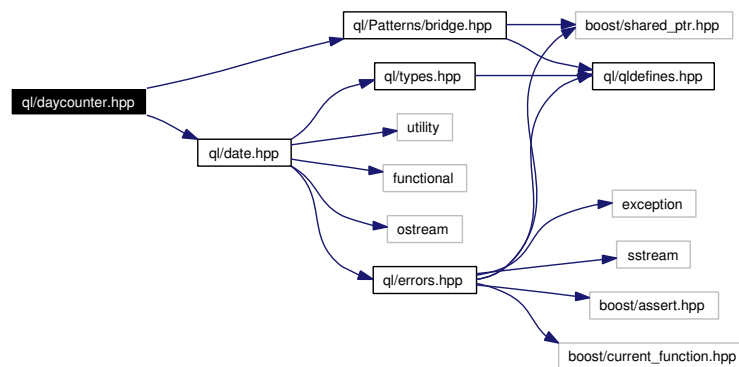 ql/Patterns/bridge.hpp
boost/shared_ptr.hpp
ql/types.hpp
ql/qldefines.hpp
ql/daycounter.hpp
utility
ql/date.hpp
functional
exception
ostream
sstream
ql/errors.hpp
boost/assert.hpp
boost/current_function.hpp